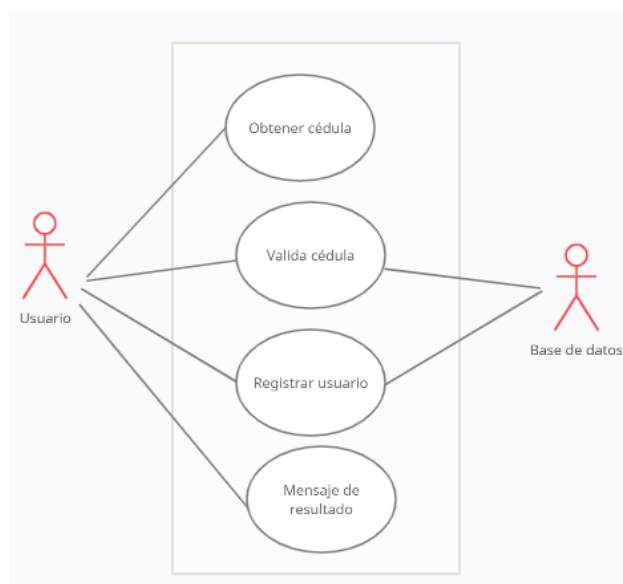 Obtener cédula
Valida cédula
Usuario
Base de datos
Registrar usuario
Mensaje de
resultado